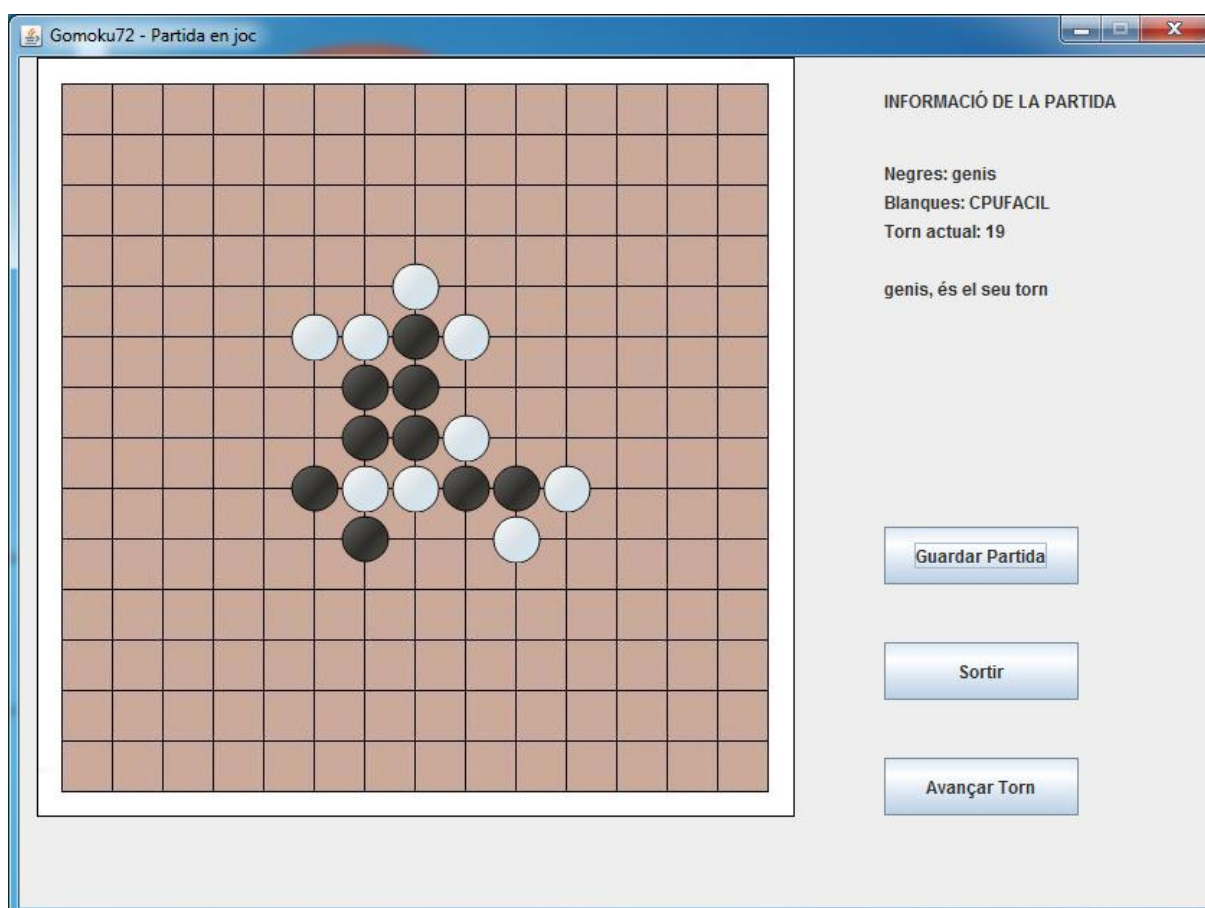 Gomoku72 - Partida en joc
INFORMACIÓ DE LA PARTIDA
Negres: genis
Blanques: CPUFACIL
Torn actual: 19
genis, és el seu torn
Guardar Partida
Sortir
Avançar Torn